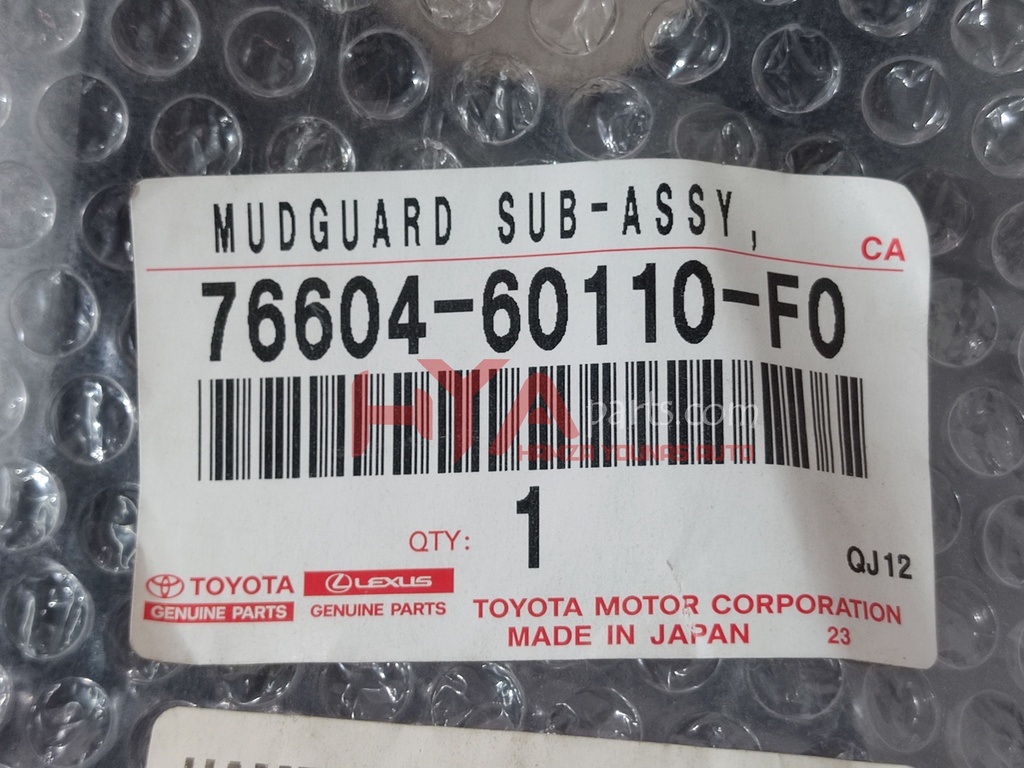 MUDGUARD SUB-ASSY,
CA
76604-60110-F0
HYA parts.com
HAMZA YOUNAS AUTO
QTY: 1
QJ12
TOYOTA LEXUS
GENUINE PARTS GENUINE PARTS
TOYOTA MOTOR CORPORATION
MADE IN JAPAN 23